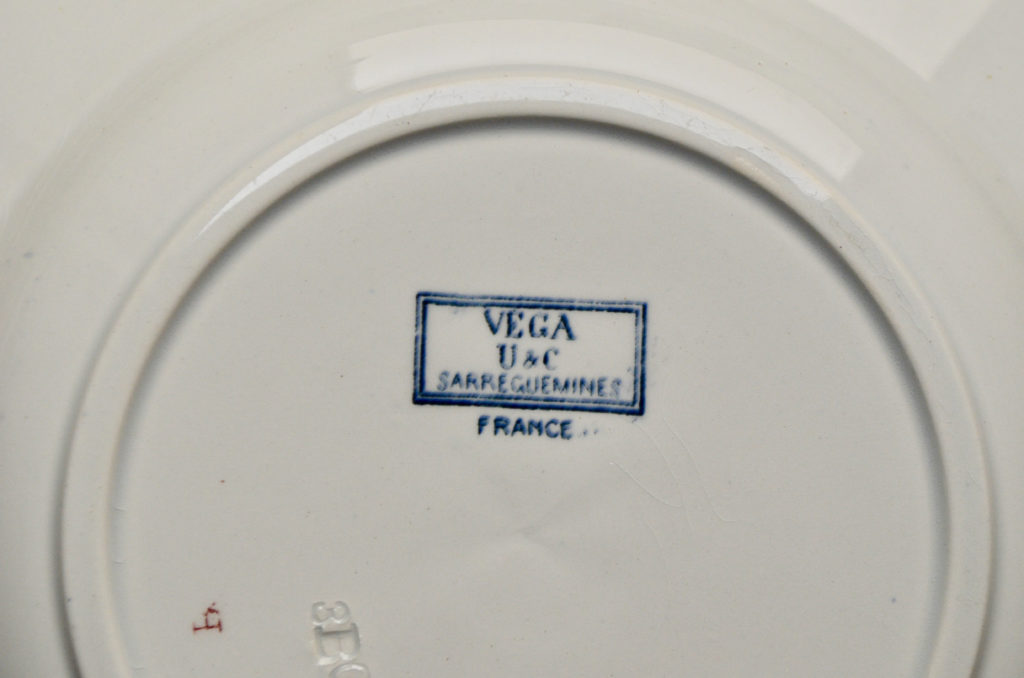 VEGA
U & C
SARREGUEMINES
FRANCE